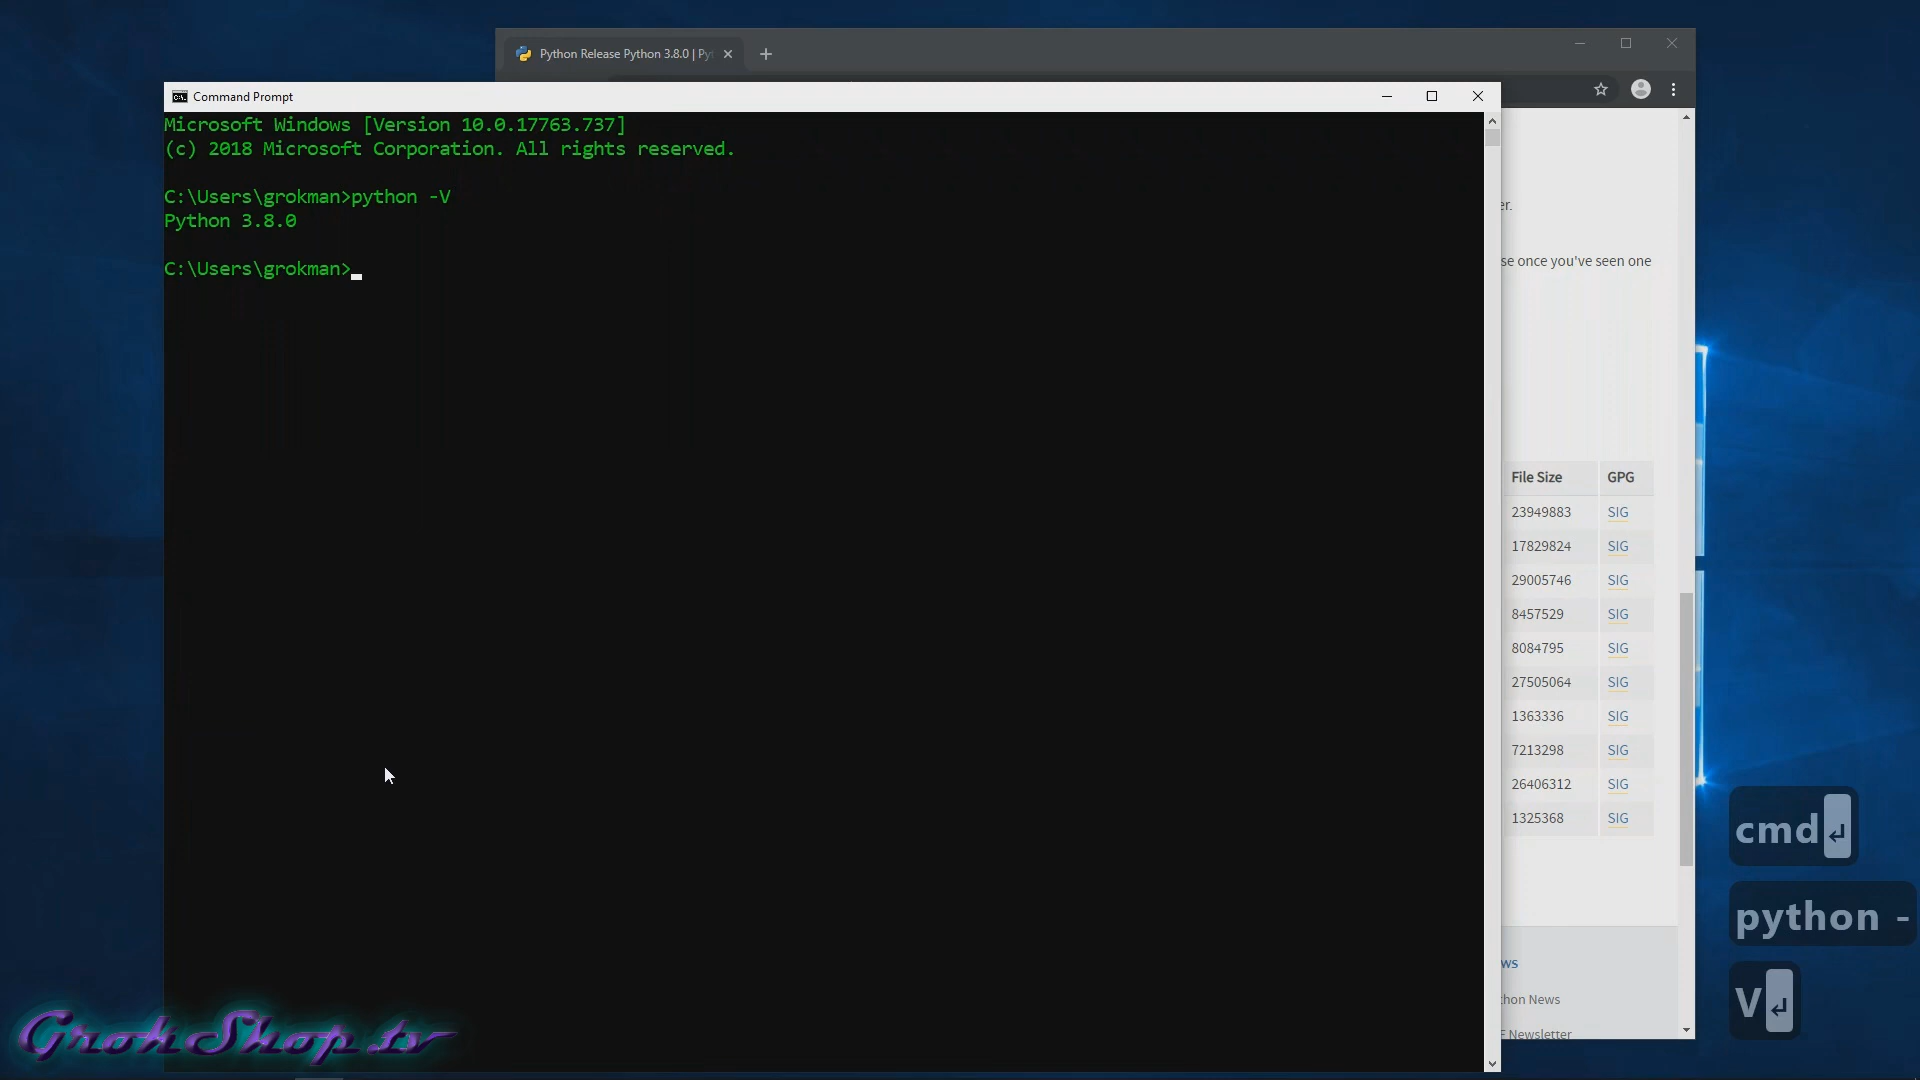 Python Release Python 3.8.0 | Py
Command Prompt
Microsoft Windows [Version 10.0.17763.737]
(c) 2018 Microsoft Corporation. All rights reserved.
C:\Users\grokman>python -V
Python 3.8.0
C:\Users\grokman>
er.
se once you've seen one
File Size GPG
23949883 SIG
17829824 SIG
29005746 SIG
8457529 SIG
8084795 SIG
27505064 SIG
1363336 SIG
7213298 SIG
26406312 SIG
1325368 SIG
ws
thon News
F Newsletter
cmd↵
python -
V↵
GrokShop.tv